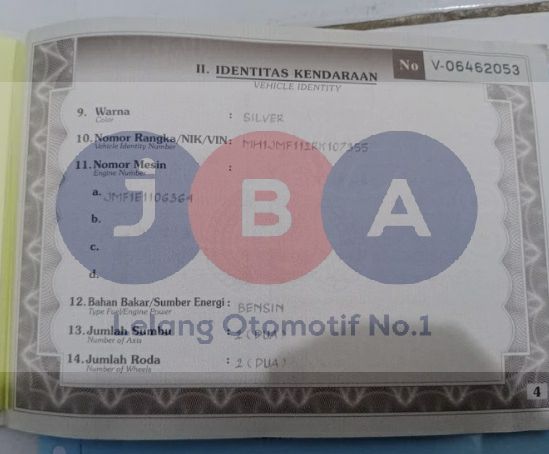 II. IDENTITAS KENDARAAN
VEHICLE IDENTITY
No V-06462053
9. Warna : SILVER
Color
10. Nomor Rangka/NIK/VIN:
Vehicle Identity Number
11. Nomor Mesin :
Engine Number
a. JMF1E1106364
b.
c.
d.
jBA
12. Bahan Bakar/Sumber Energi : BENSIN
Type Fuel/Engine Power
Lelang Otomotif No.1
13. Jumlah Sumbu : 2 (DUA)
Number of Axis
14. Jumlah Roda : 2 (DUA)
Number of Wheels
4